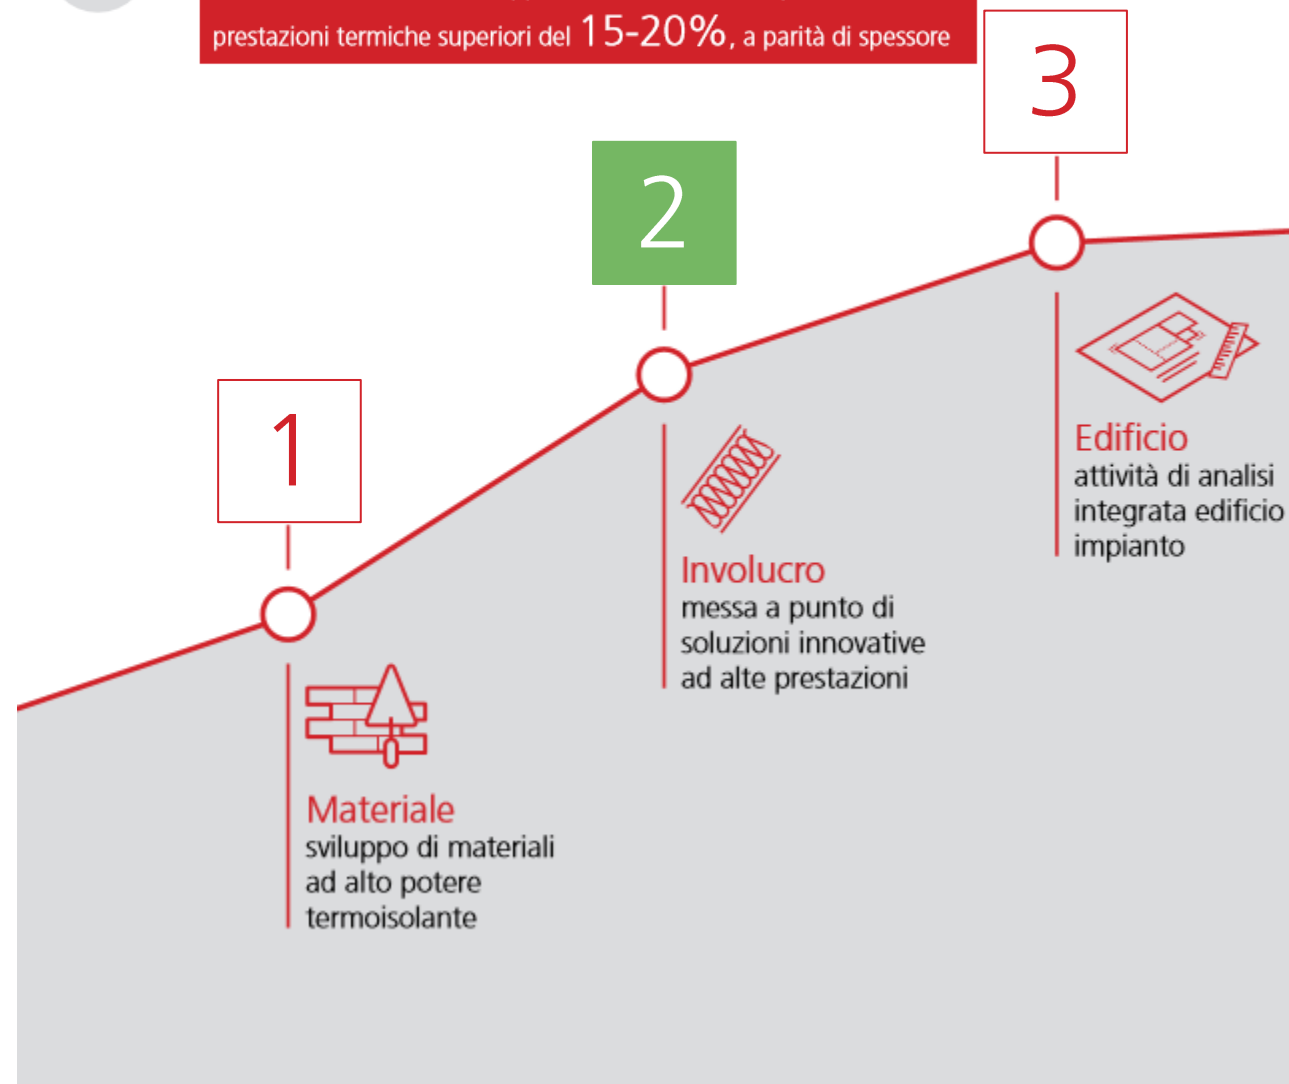 prestazioni termiche superiori del 15-20%, a parità di spessore
3
2
1
Edificio
attività di analisi
integrata edificio
impianto
Involucro
messa a punto di
soluzioni innovative
ad alte prestazioni
Materiale
sviluppo di materiali
ad alto potere
termoisolante